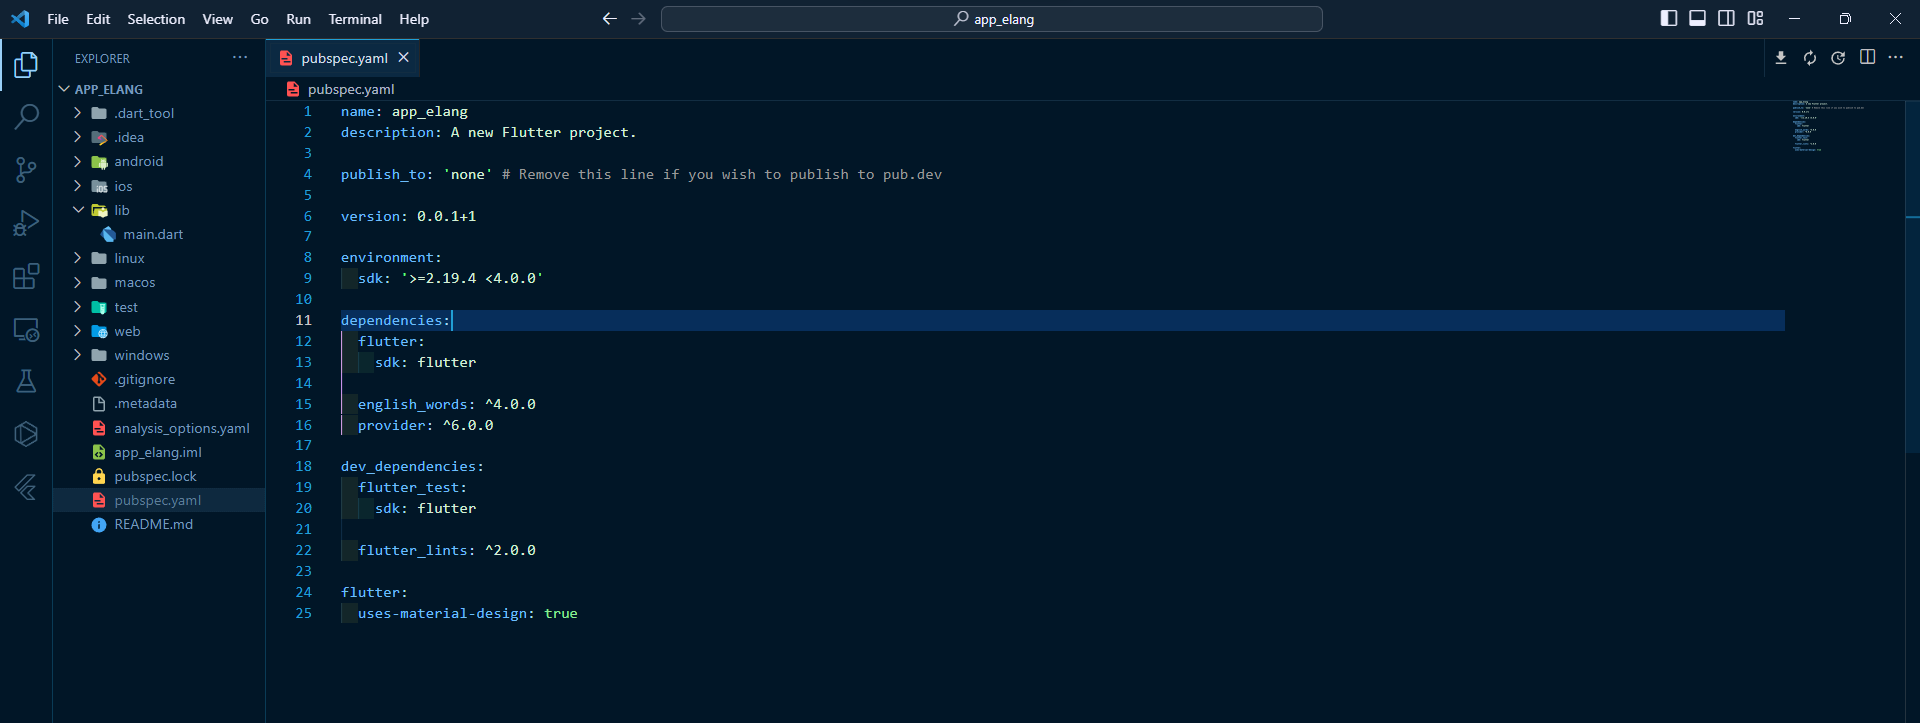 File Edit Selection View Go Run Terminal Help
app_elang
EXPLORER
APP_ELANG
.dart_tool
.idea
android
ios
lib
main.dart
linux
macos
test
web
windows
.gitignore
.metadata
analysis_options.yaml
app_elang.iml
pubspec.lock
pubspec.yaml
README.md
pubspec.yaml
pubspec.yaml
1 name: app_elang
2 description: A new Flutter project.
3
4 publish_to: 'none' # Remove this line if you wish to publish to pub.dev
5
6 version: 0.0.1+1
7
8 environment:
9 sdk: '>=2.19.4 <4.0.0'
10
11 dependencies:
12 flutter:
13 sdk: flutter
14
15 english_words: ^4.0.0
16 provider: ^6.0.0
17
18 dev_dependencies:
19 flutter_test:
20 sdk: flutter
21
22 flutter_lints: ^2.0.0
23
24 flutter:
25 uses-material-design: true